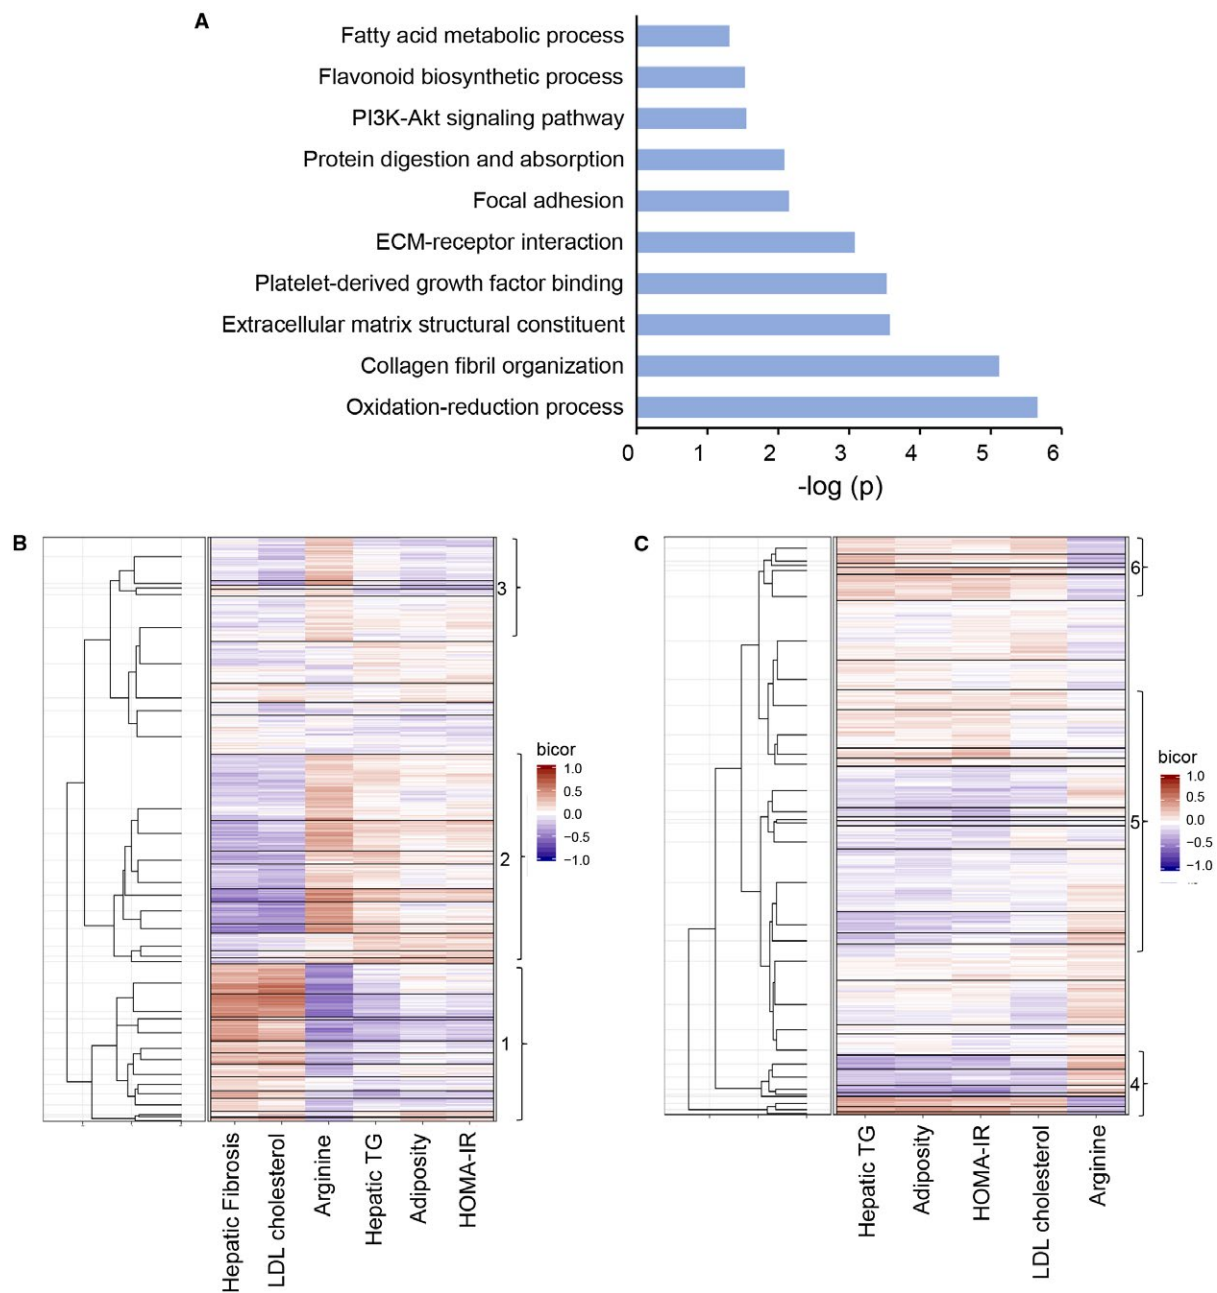 A
Fatty acid metabolic process
Flavonoid biosynthetic process
PI3K-Akt signaling pathway
Protein digestion and absorption
Focal adhesion
ECM-receptor interaction
Platelet-derived growth factor binding
Extracellular matrix structural constituent
Collagen fibril organization
Oxidation-reduction process
0 1 2 3 4 5 6
-log (p)
B
3
2
1
bicor
1.0
0.5
0.0
−0.5
−1.0
Hepatic Fibrosis
LDL cholesterol
Arginine
Hepatic TG
Adiposity
HOMA-IR
C
6
5
4
bicor
1.0
0.5
0.0
−0.5
−1.0
Hepatic TG
Adiposity
HOMA-IR
LDL cholesterol
Arginine